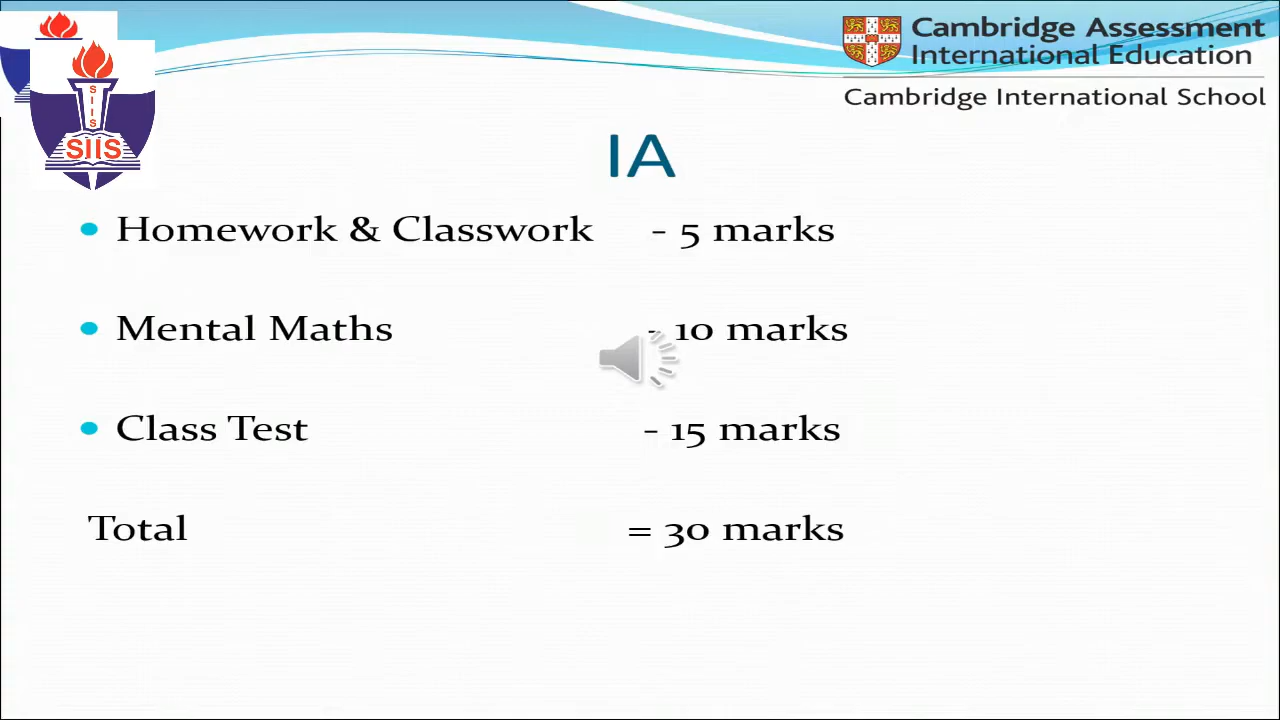 Cambridge Assessment
International Education
Cambridge International School
S
I
I
S
SIIS
IA
Homework & Classwork - 5 marks
Mental Maths - 10 marks
Class Test - 15 marks
Total = 30 marks